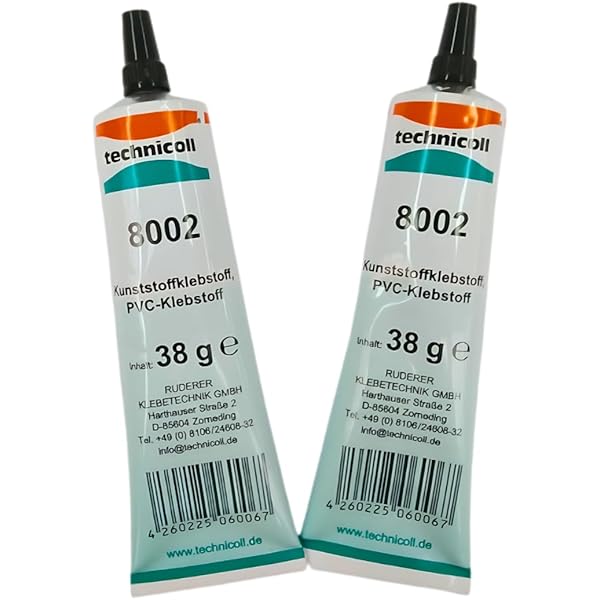 technicoll
8002
Kunststoffklebstoff,
PVC-Klebstoff
Inhalt: 38 g ℮
RUDERER
KLEBETECHNIK GMBH
Harthauser Straße 2
D-85604 Zorneding
Tel. +49 (0) 8106/24608-32
info@technicoll.de
4 260225 060067
www.technicoll.de
technicoll
8002
Kunststoffklebstoff,
PVC-Klebstoff
Inhalt: 38 g ℮
RUDERER
KLEBETECHNIK GMBH
Harthauser Straße 2
D-85604 Zorneding
Tel. +49 (0) 8106/24608-32
info@technicoll.de
4 260225 060067
www.technicoll.de